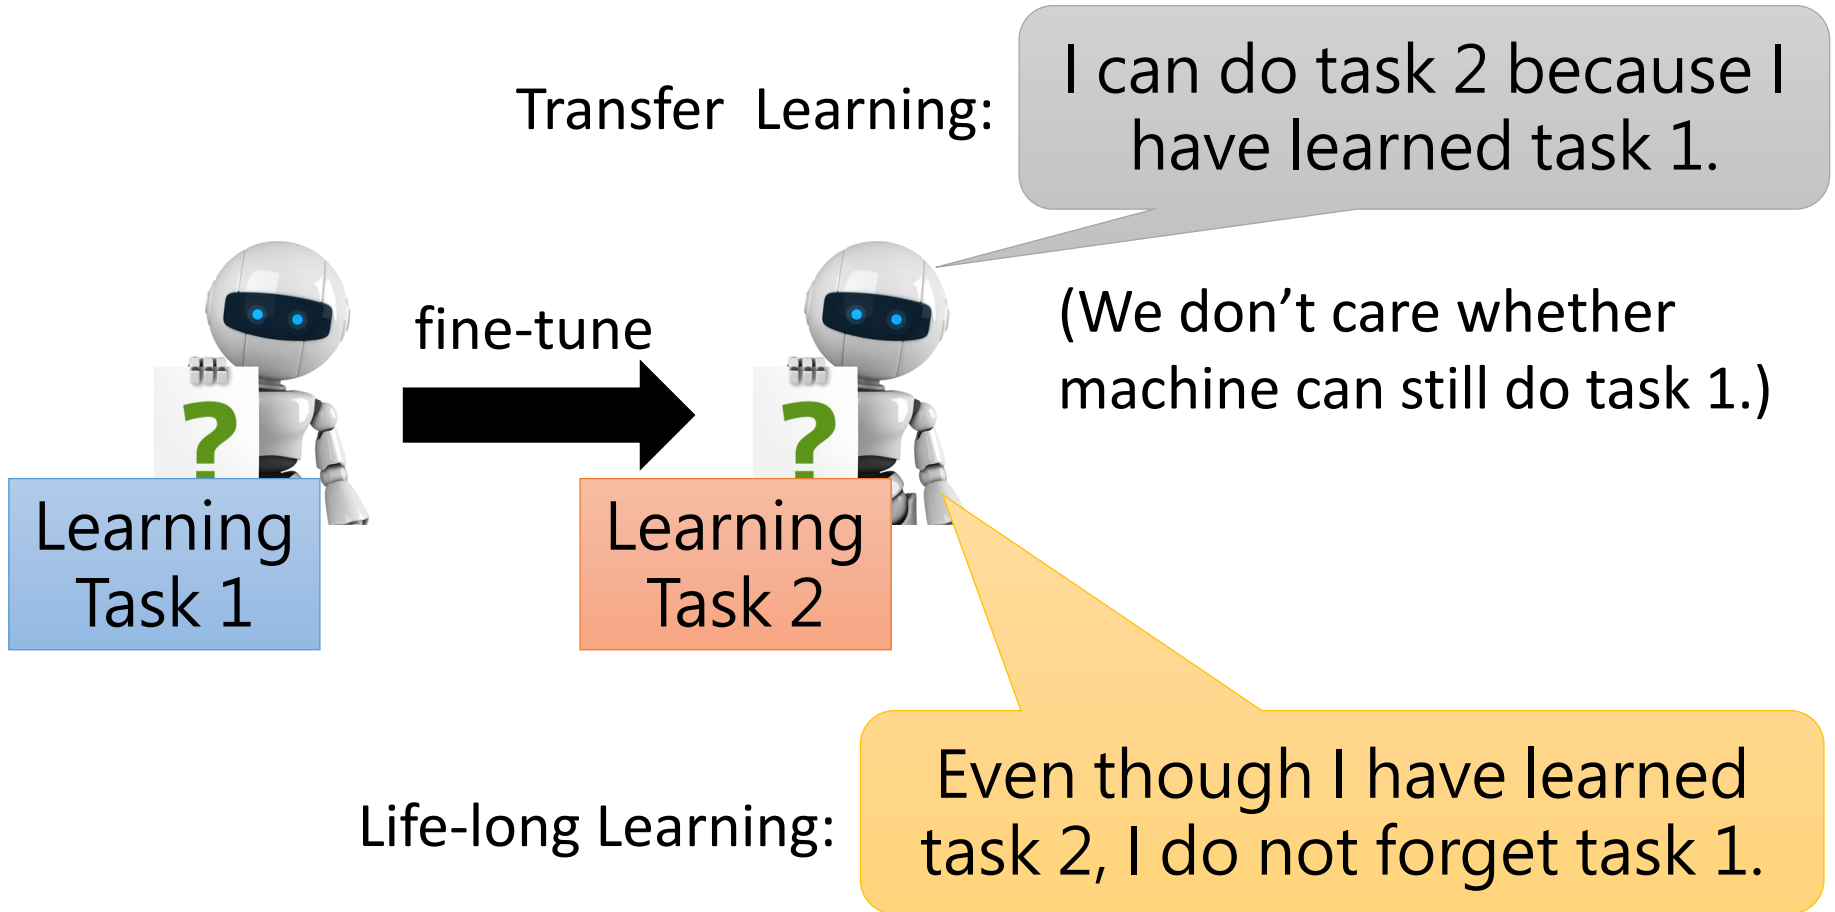 Transfer Learning:
I can do task 2 because I
have learned task 1.
fine-tune
(We don’t care whether
machine can still do task 1.)
?
?
Learning
Task 1
Learning
Task 2
Life-long Learning:
Even though I have learned
task 2, I do not forget task 1.